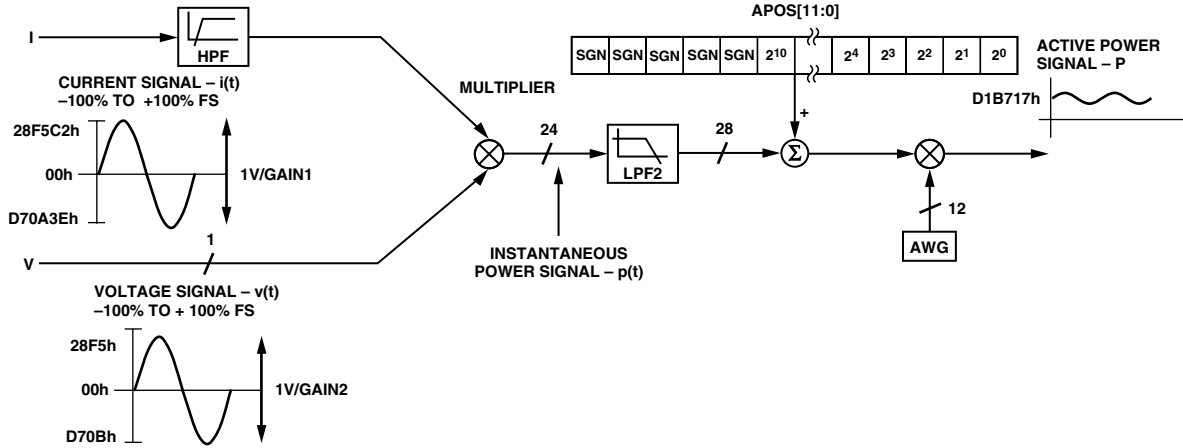 APOS[11:0]
I
HPF
SGN SGN SGN SGN SGN 2¹⁰ 2⁴ 2³ 2² 2¹ 2⁰
ACTIVE POWER
SIGNAL – P
CURRENT SIGNAL – i(t)
–100% TO +100% FS
MULTIPLIER
D1B717h
28F5C2h
+
24
28
Σ
00h
1V/GAIN1
LPF2
D70A3Eh
12
1
INSTANTANEOUS
POWER SIGNAL – p(t)
AWG
V
VOLTAGE SIGNAL – v(t)
–100% TO + 100% FS
28F5h
00h
1V/GAIN2
D70Bh